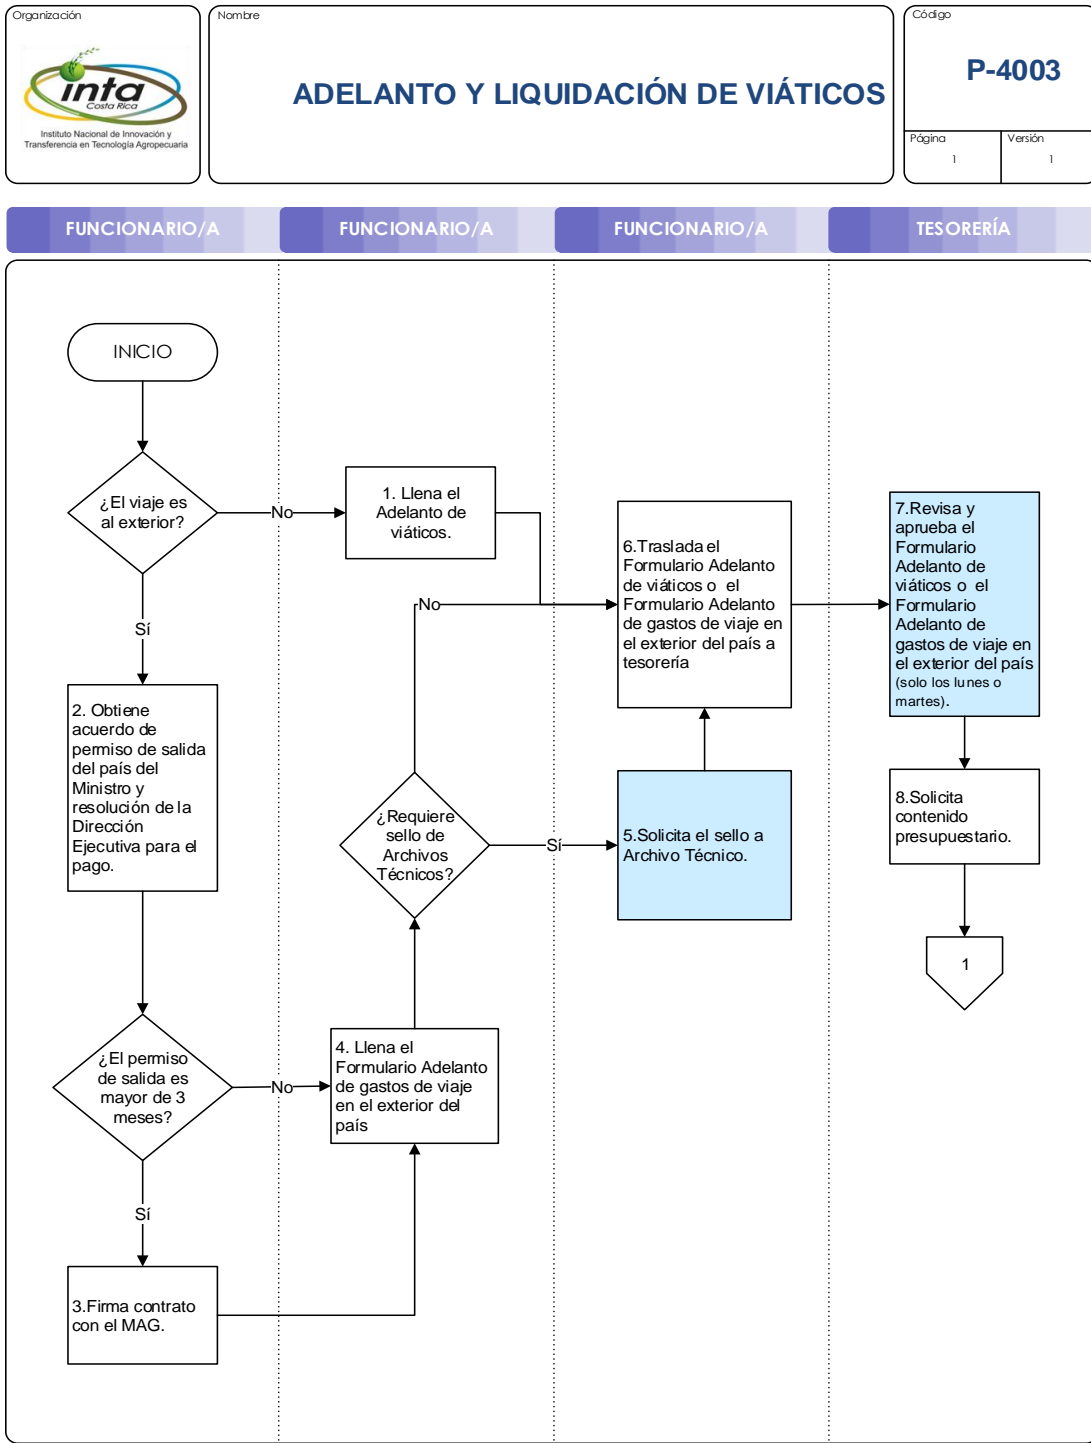 Organización
Nombre
Código
inta
Costa Rica
Instituto Nacional de Innovación y
Transferencia en Tecnología Agropecuaria
ADELANTO Y LIQUIDACIÓN DE VIÁTICOS
P-4003
Página
1
Versión
1
FUNCIONARIO/A
FUNCIONARIO/A
FUNCIONARIO/A
TESORERÍA
INICIO
¿El viaje es
al exterior?
No
Sí
1. Llena el
Adelanto de
viáticos.
2. Obtiene
acuerdo de
permiso de salida
del país del
Ministro y
resolución de la
Dirección
Ejecutiva para el
pago.
¿El permiso
de salida es
mayor de 3
meses?
No
Sí
3.Firma contrato
con el MAG.
4. Llena el
Formulario Adelanto
de gastos de viaje
en el exterior del
país
¿Requiere
sello de
Archivos
Técnicos?
No
Sí
5.Solicita el sello a
Archivo Técnico.
6.Traslada el
Formulario Adelanto
de viáticos o el
Formulario Adelanto
de gastos de viaje en
el exterior del país a
tesorería
7.Revisa y
aprueba el
Formulario
Adelanto de
viáticos o el
Formulario
Adelanto de
gastos de viaje en
el exterior del país
(solo los lunes o
martes).
8.Solicita
contenido
presupuestario.
1